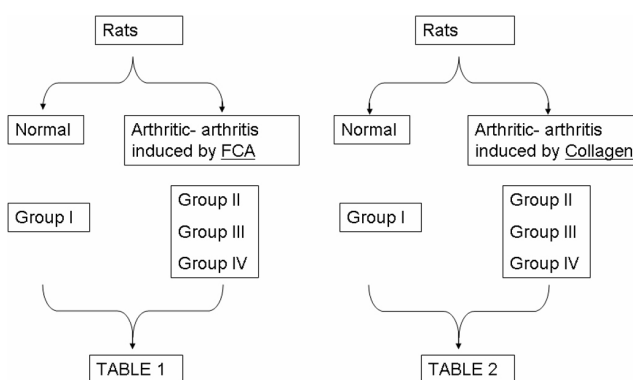 Rats
Normal
Arthritic- arthritis
induced by FCA
Group I
Group II
Group III
Group IV
TABLE 1
Rats
Normal
Arthritic- arthritis
induced by Collagen
Group I
Group II
Group III
Group IV
TABLE 2